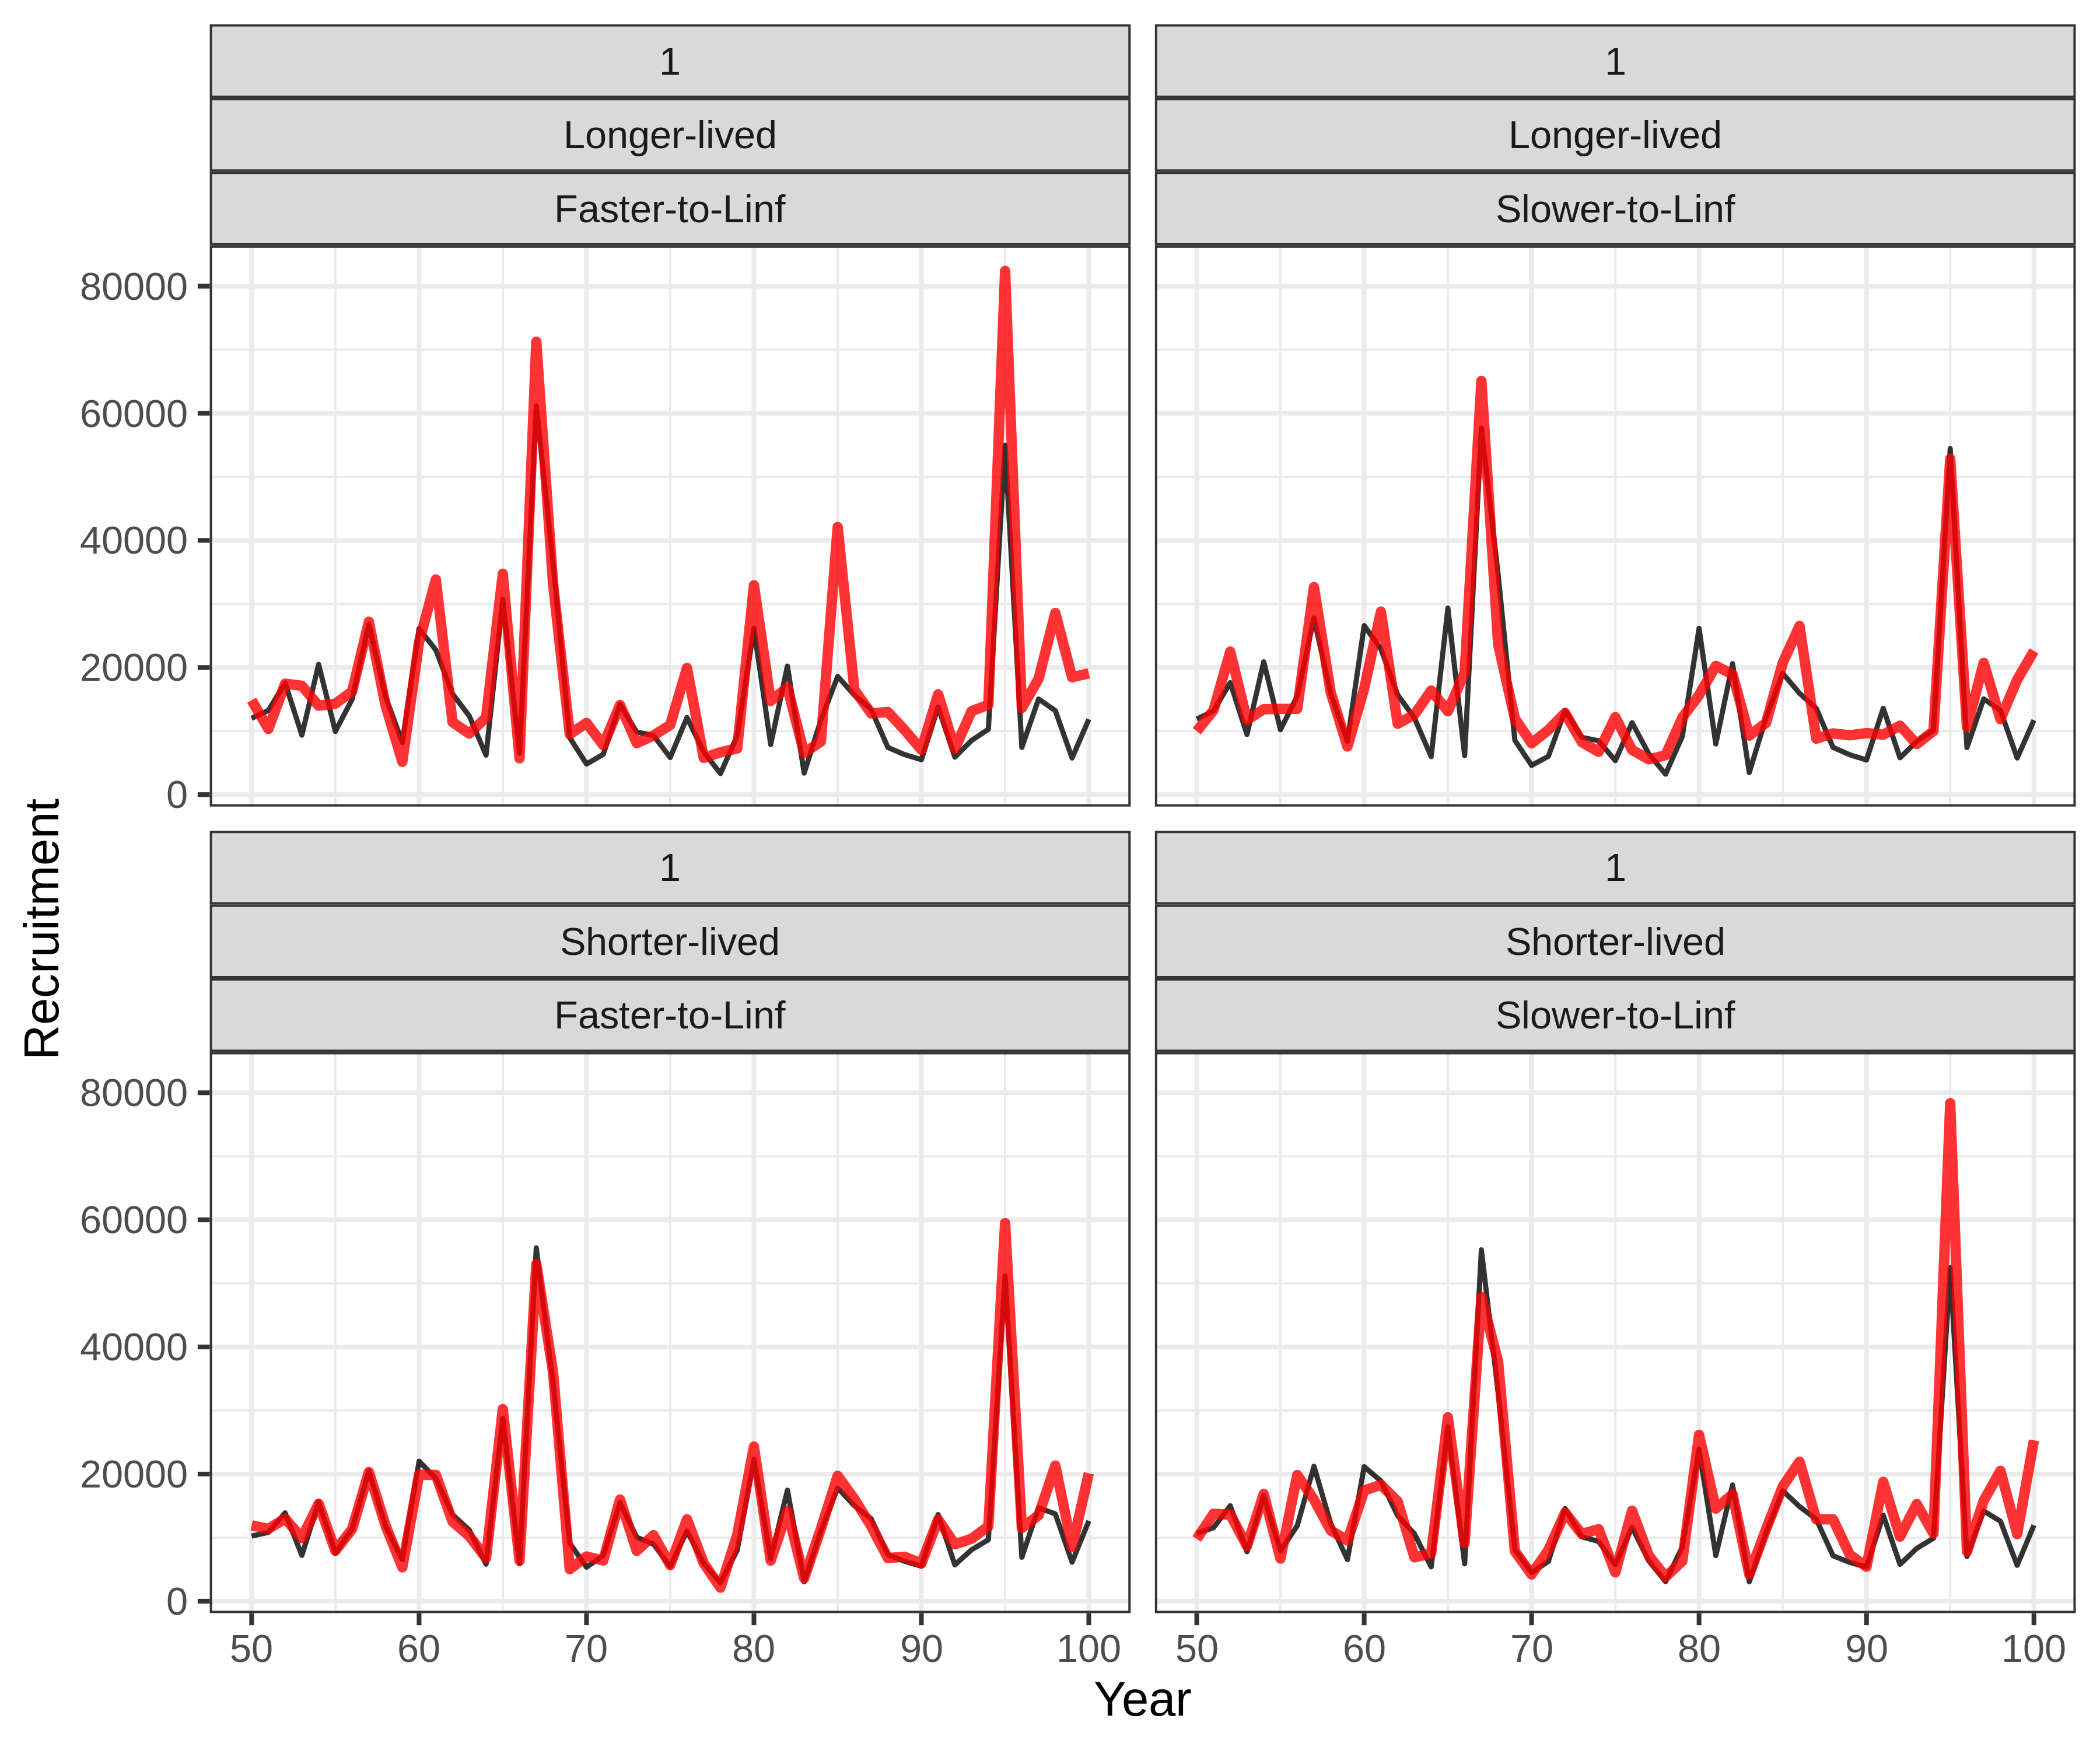 1
1
Longer-lived
Longer-lived
Faster-to-Linf
Slower-to-Linf
80000
60000
40000
20000
0
Recruitment
1
1
Shorter-lived
Shorter-lived
Faster-to-Linf
Slower-to-Linf
80000
60000
40000
20000
0
50 60 70 80 90 100
50 60 70 80 90 100
Year